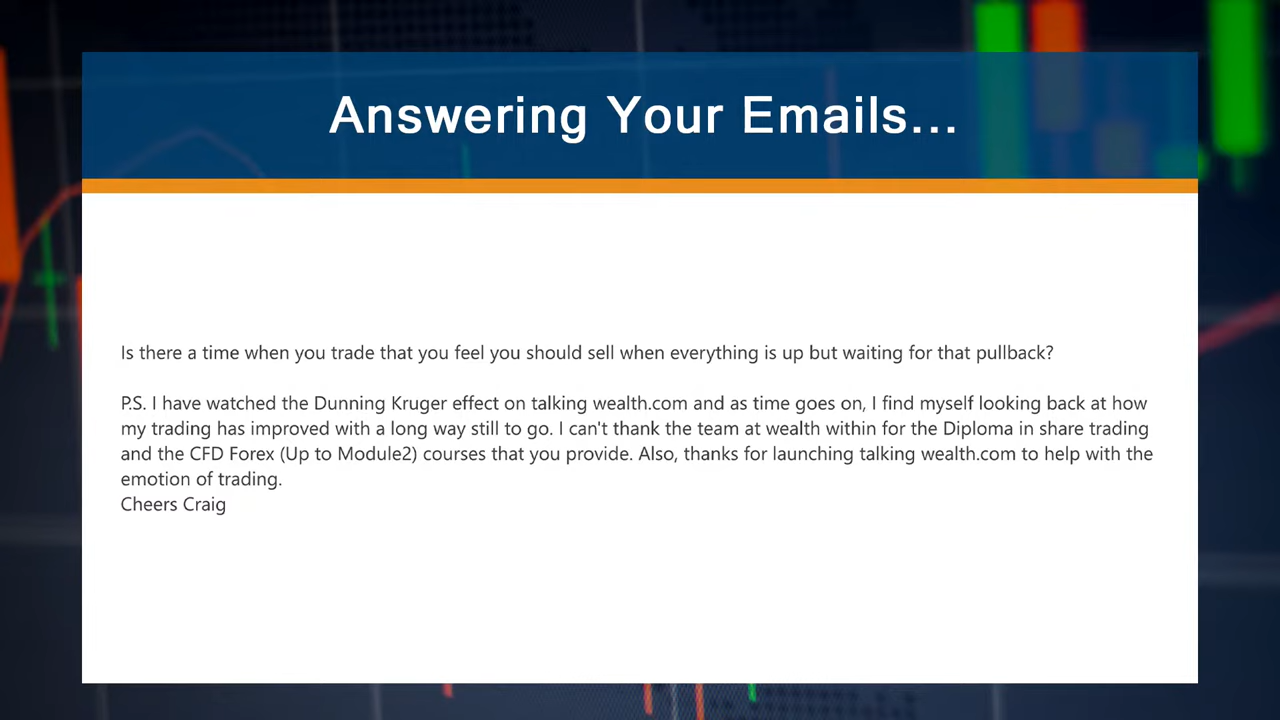 Answering Your Emails...
Is there a time when you trade that you feel you should sell when everything is up but waiting for that pullback?
P.S. I have watched the Dunning Kruger effect on talking wealth.com and as time goes on, I find myself looking back at how
my trading has improved with a long way still to go. I can't thank the team at wealth within for the Diploma in share trading
and the CFD Forex (Up to Module2) courses that you provide. Also, thanks for launching talking wealth.com to help with the
emotion of trading.
Cheers Craig